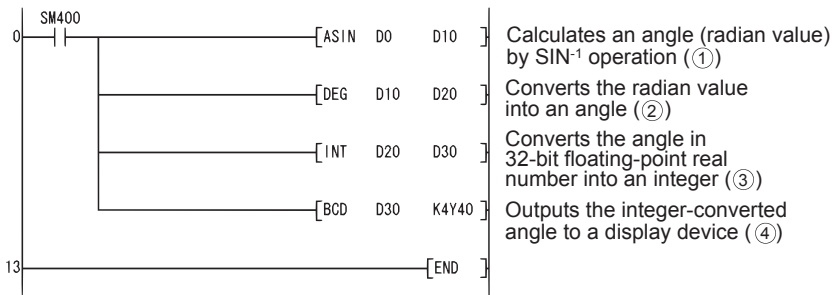 SM400
0 [ASIN D0 D10] Calculates an angle (radian value)
by SIN-1 operation (①)
[DEG D10 D20] Converts the radian value
into an angle (②)
[INT D20 D30] Converts the angle in
32-bit floating-point real
number into an integer (③)
[BCD D30 K4Y40] Outputs the integer-converted
angle to a display device (④)
13 [END]